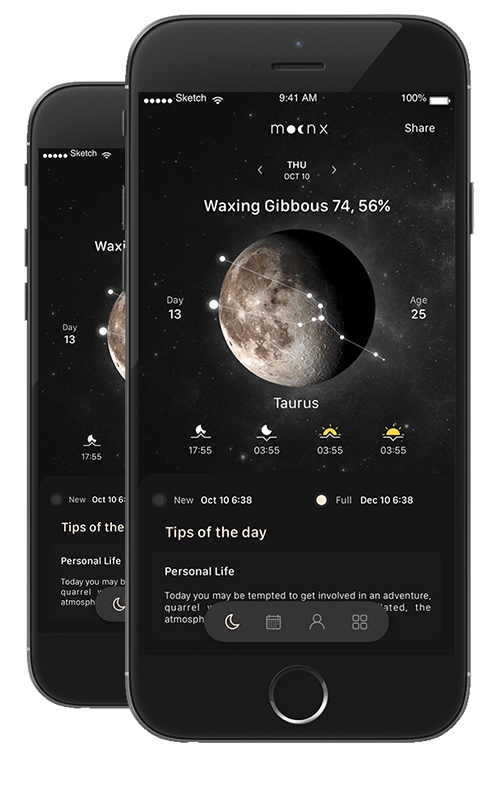 Sketch 9:41 AM 100%
moonx Share
THU
OCT 10
Waxing Gibbous 74, 56%
Day
13
Age
25
Taurus
17:55 03:55 03:55 03:55
New Oct 10 6:38 Full Dec 10 6:38
Tips of the day
Personal Life
Today you may be tempted to get involved in an adventure,
quarrel lated, the
atmosph
Sketch
Waxi
Day
13
17:55
New Oct 10 6:
Tips of the
Personal Life
Today you may b
quarrel
atmosph